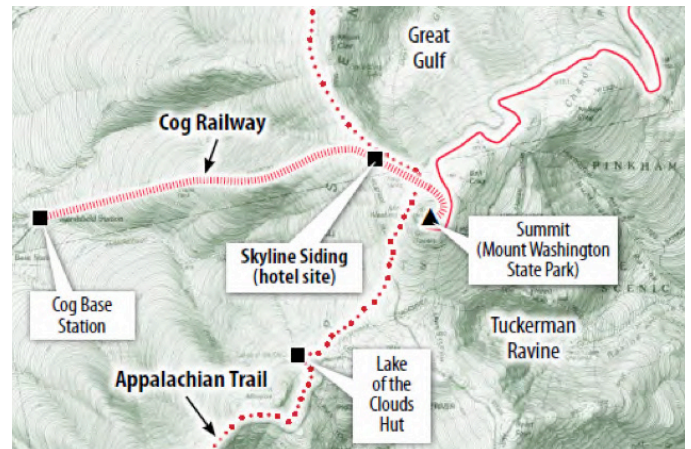 Great
Gulf
Cog Railway
PINKHAM
Summit
(Mount Washington
State Park)
Skyline Siding
(hotel site)
SCENIC
Cog Base
Station
Tuckerman
Ravine
Lake
of the
Clouds
Hut
Appalachian Trail